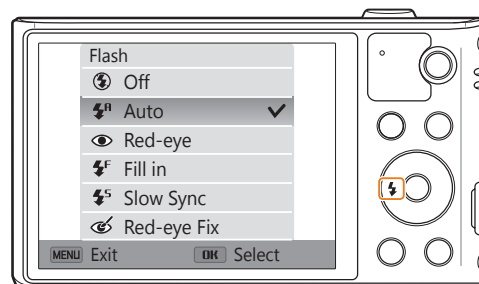 Flash
Off
A Auto
Red-eye
F Fill in
S Slow Sync
Red-eye Fix
MENU Exit OK Select